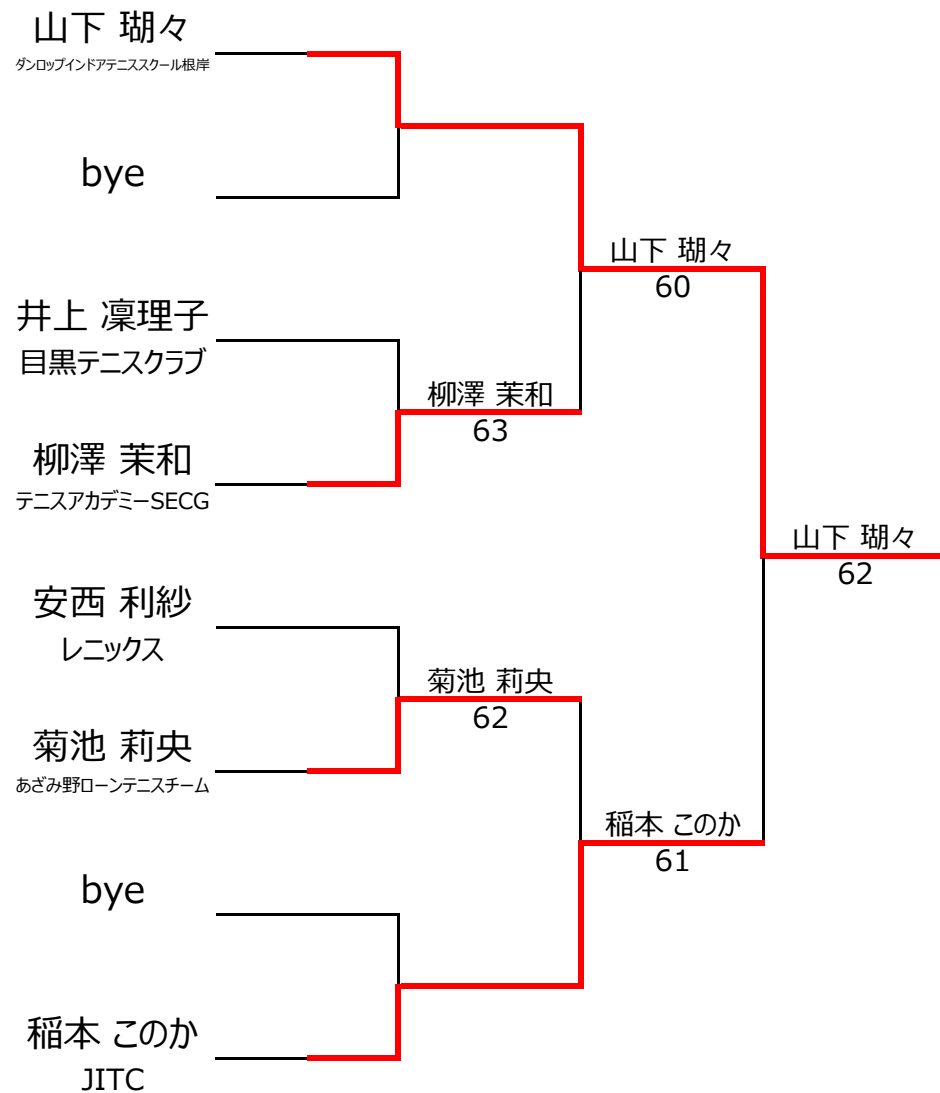 山下 瑚々
ダンロップインドアテニススクール根岸
bye
井上 凜理子
目黒テニスクラブ
柳澤 茉和
テニスアカデミーSECG
安西 利紗
レニックス
菊池 莉央
あざみ野ローンテニスチーム
bye
稲本 このか
JITC
柳澤 茉和
63
菊池 莉央
62
山下 瑚々
60
稲本 このか
61
山下 瑚々
62